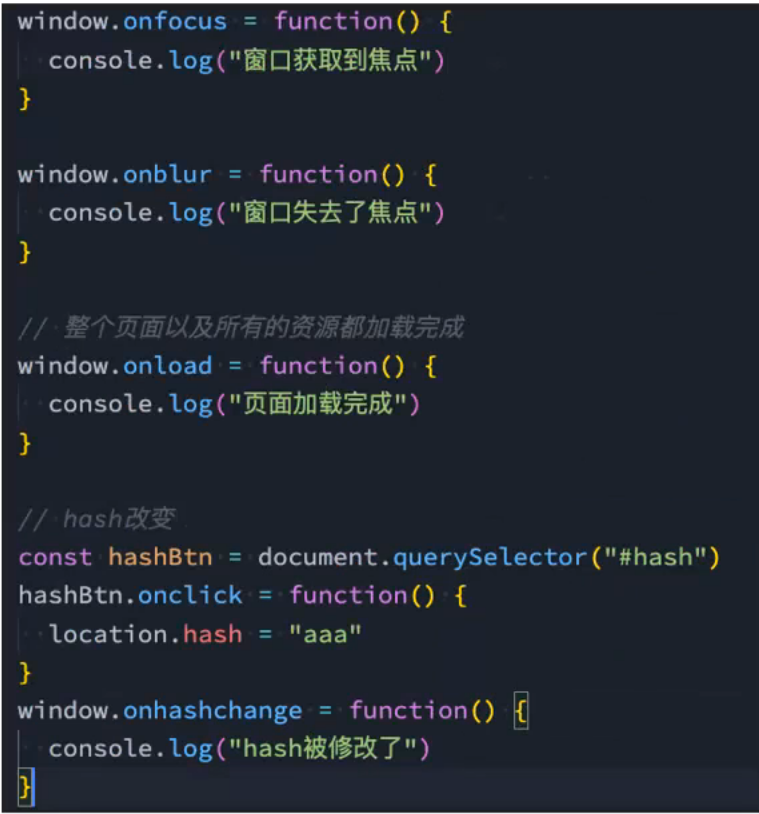 window.onfocus = function() {
  console.log("窗口获取到焦点")
}
window.onblur = function() {
  console.log("窗口失去了焦点")
}
// 整个页面以及所有的资源都加载完成
window.onload = function() {
  console.log("页面加载完成")
}
// hash改变
const hashBtn = document.querySelector("#hash")
hashBtn.onclick = function() {
  location.hash = "aaa"
}
window.onhashchange = function() {
  console.log("hash被修改了")
}